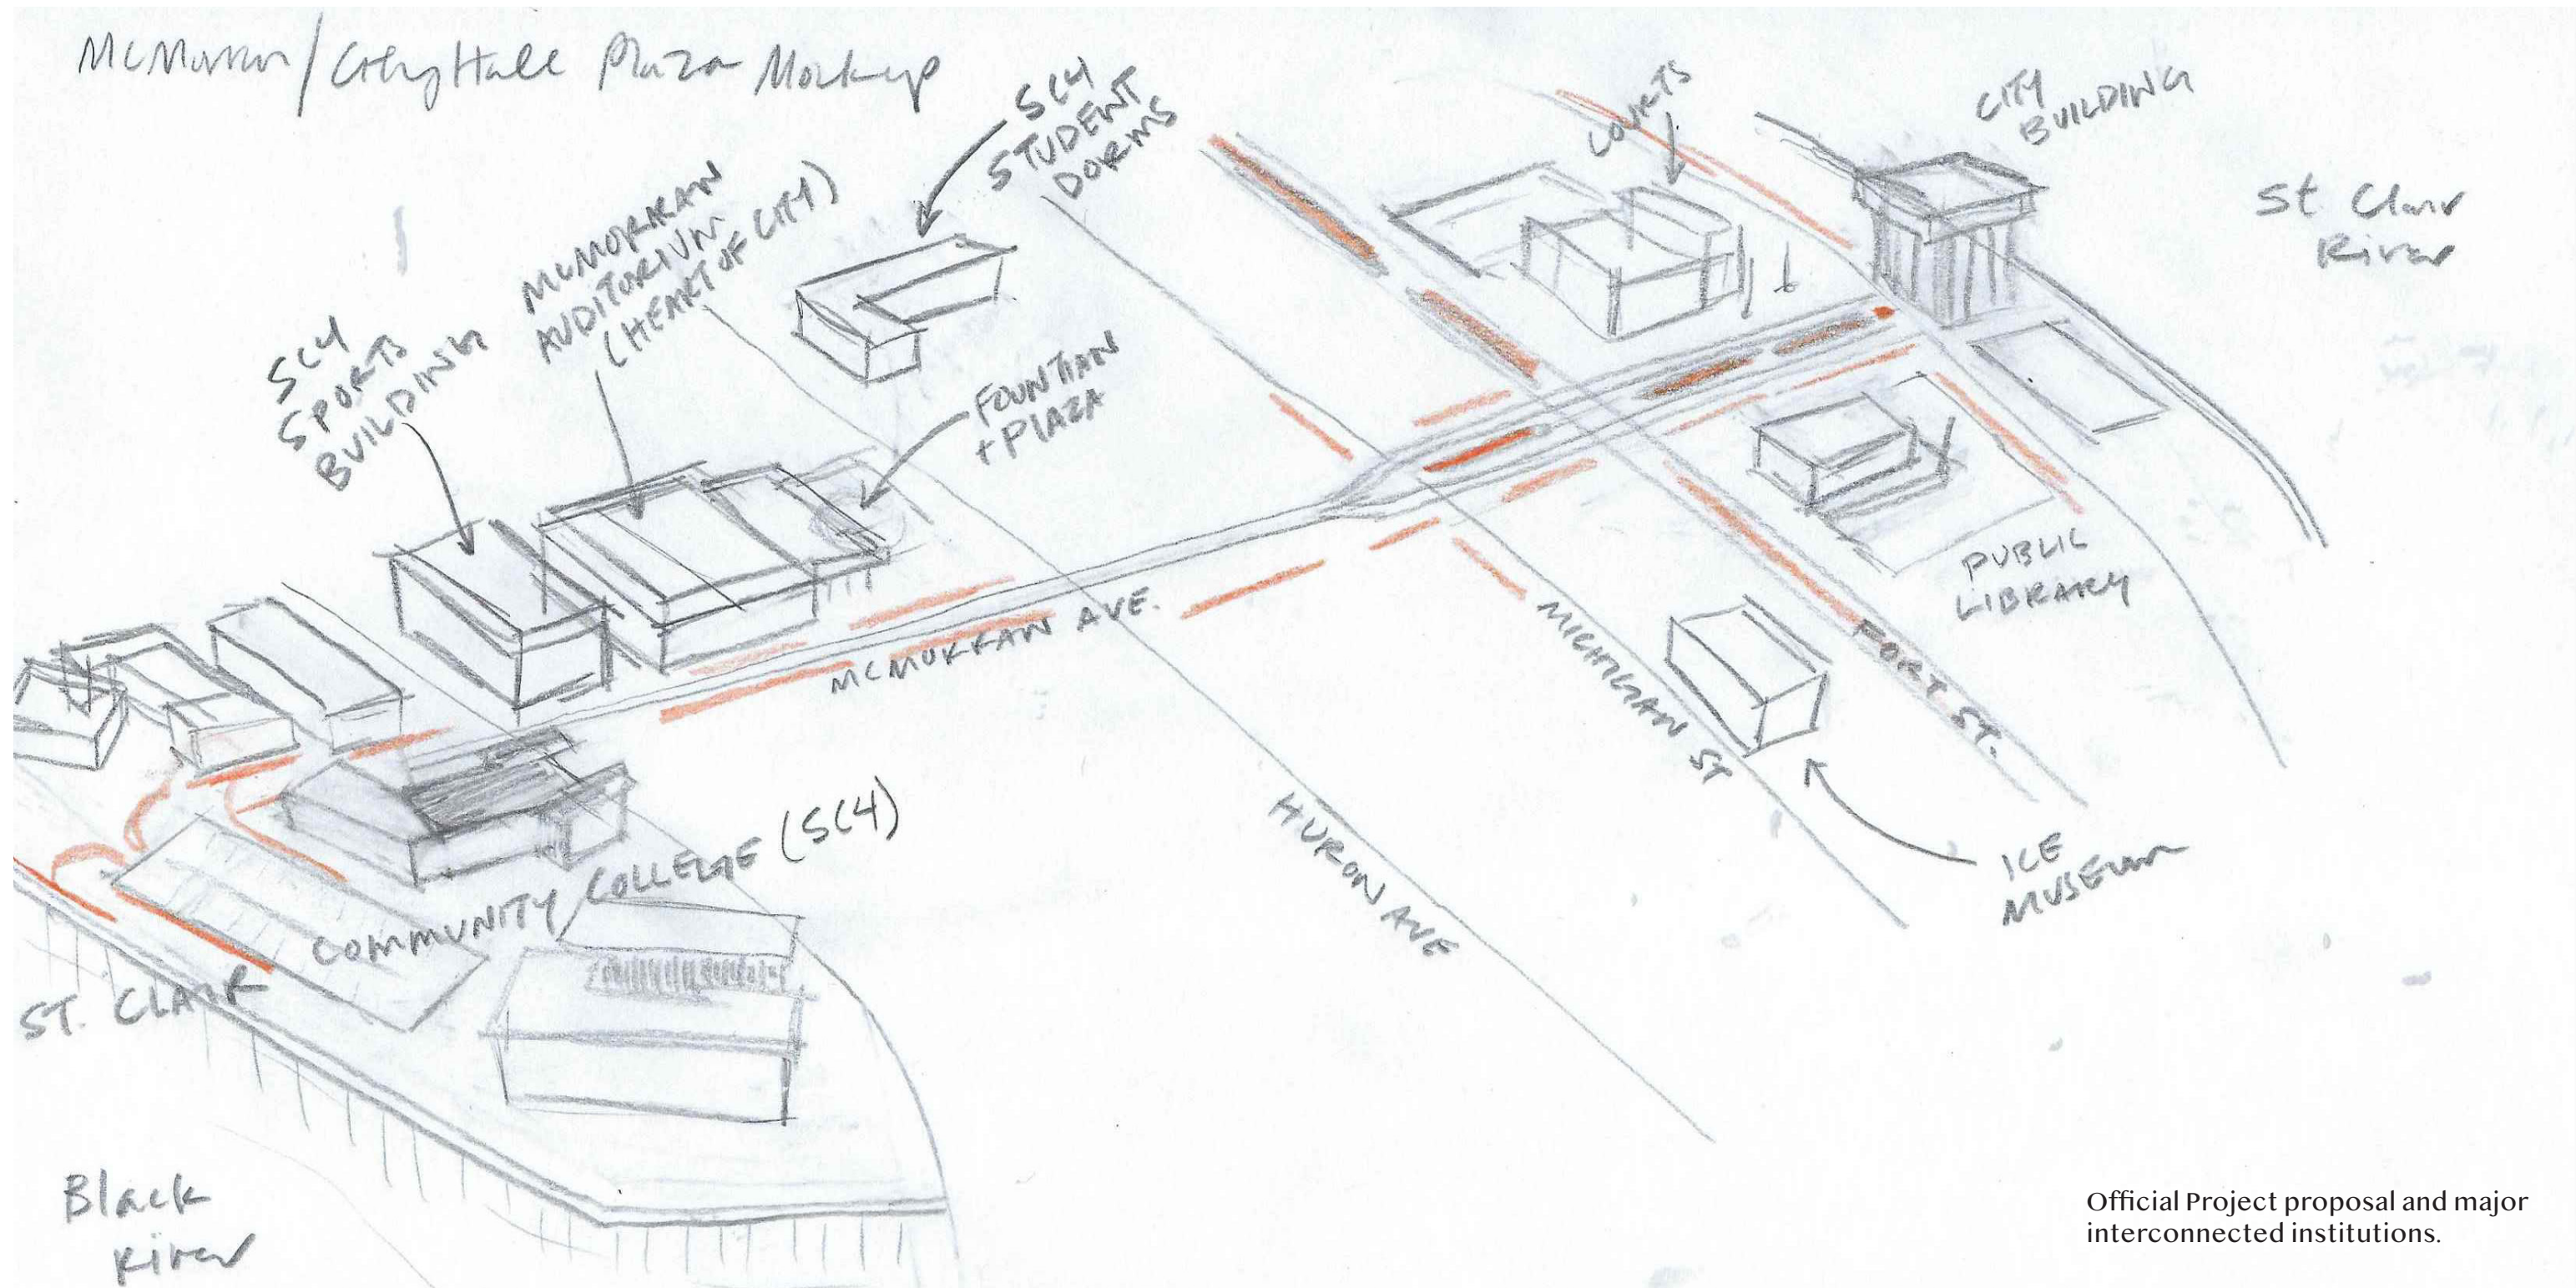 McMorran/City Hall Plaza Mockup
SC4
STUDENT
DORMS
COURTS
CITY
BUILDING
St Clair
River
MCMORRAN
AUDITORIUM
(HEART OF CITY)
SC4
SPORTS
BUILDING
FOUNTIAN
+ PLAZA
PUBLIC
LIBRARY
MCMORRAN AVE.
MICHIGAN ST
FORT ST.
HURON AVE
ICE
MUSEUM
ST. CLAIR COMMUNITY COLLEGE (SC4)
Black
River
Official Project proposal and major
interconnected institutions.